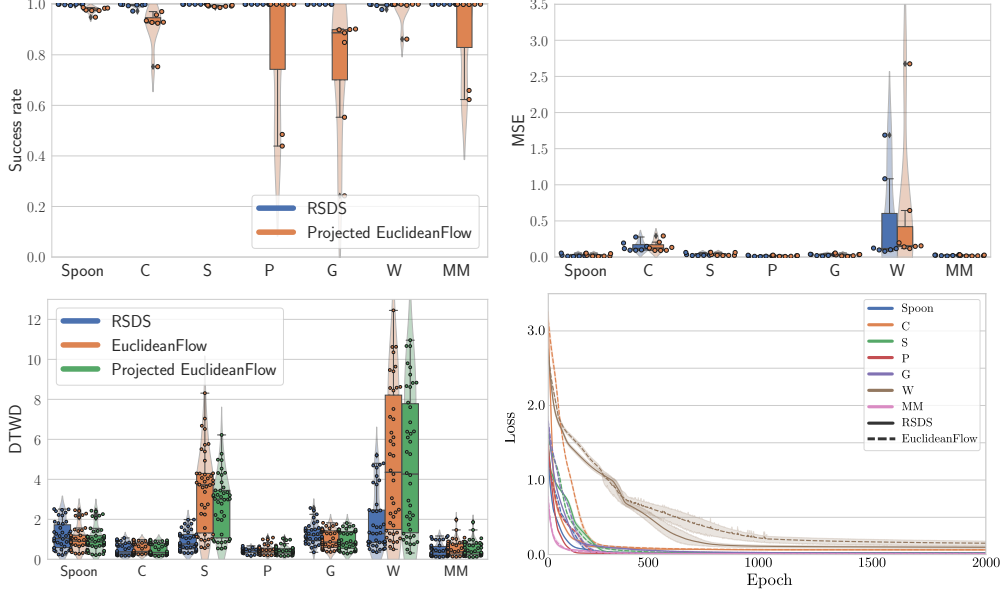 1.0
0.8
0.6
0.4
0.2
0.0
Success rate
RSDS
Projected EuclideanFlow
Spoon C S P G W MM
3.5
3.0
2.5
2.0
1.5
1.0
0.5
0.0
MSE
Spoon C S P G W MM
12
10
8
6
4
2
0
DTWD
RSDS
EuclideanFlow
Projected EuclideanFlow
Spoon C S P G W MM
3.0
2.0
1.0
0.0
Loss
Spoon
C
S
P
G
W
MM
RSDS
EuclideanFlow
0 500 1000 1500 2000
Epoch